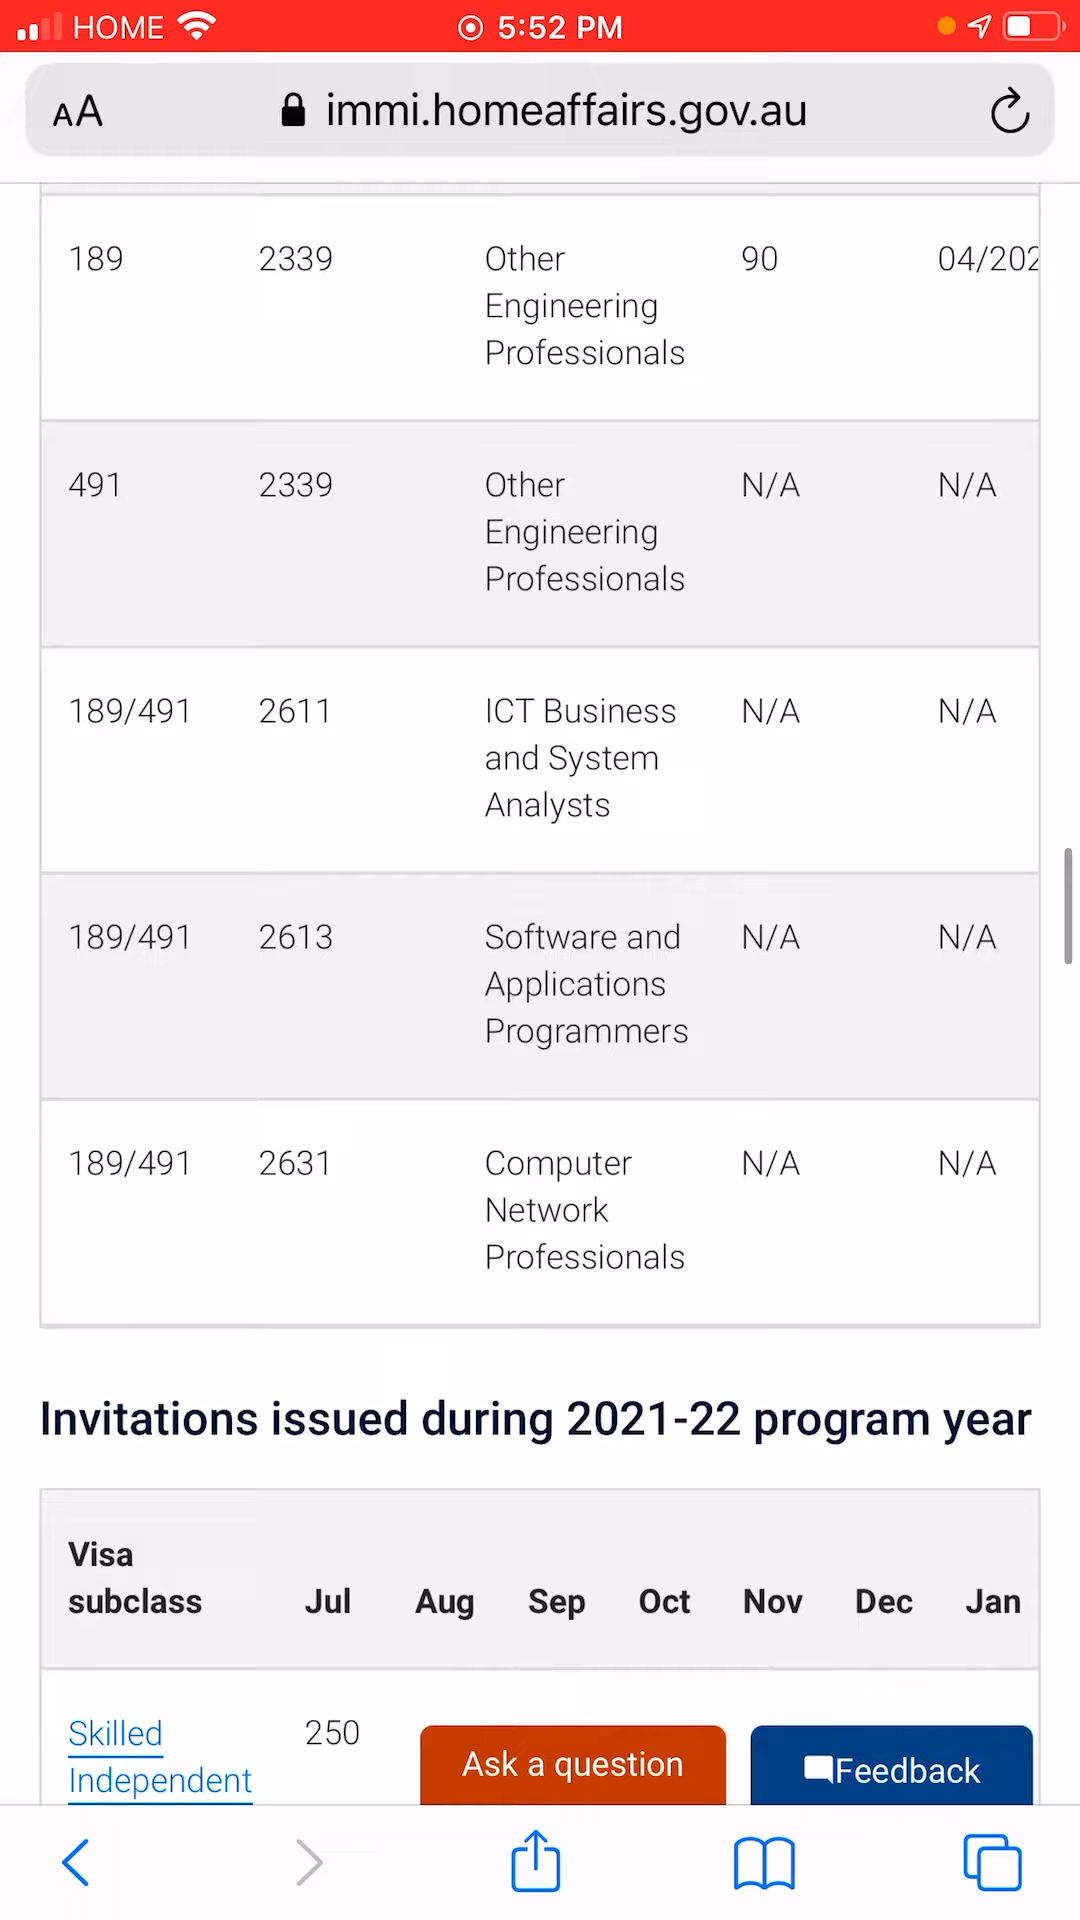 HOME 5:52 PM
AA immi.homeaffairs.gov.au
189 2339 Other Engineering Professionals 90 04/202
491 2339 Other Engineering Professionals N/A N/A
189/491 2611 ICT Business and System Analysts N/A N/A
189/491 2613 Software and Applications Programmers N/A N/A
189/491 2631 Computer Network Professionals N/A N/A
Invitations issued during 2021-22 program year
Visa subclass Jul Aug Sep Oct Nov Dec Jan
Skilled Independent 250
Ask a question
Feedback